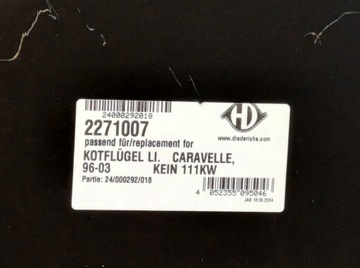 24000292018
2271007
passend für/replacement for
KOTFLÜGEL LI. CARAVELLE,
96-03 KEIN 111KW
Partie: 24/000292/018
HD
www.diederichs.com
4 052355 095046